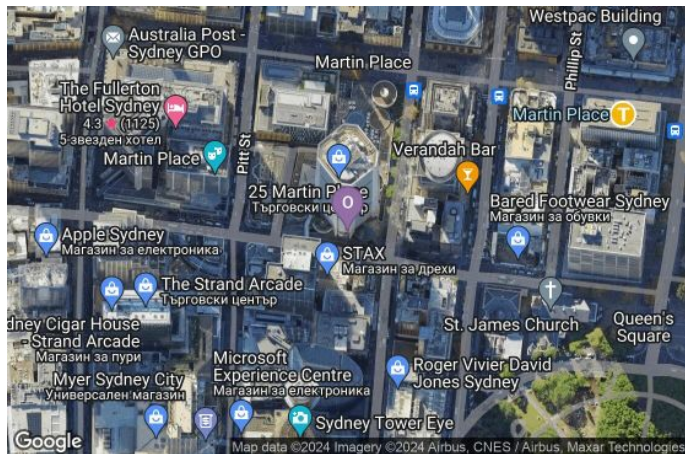 Westpac Building
Australia Post -
Sydney GPO
Martin Place
Phillip St
The Fullerton
Hotel Sydney
4.3 ★ (1125)
5-звезден хотел
Martin Place
T
Martin Place
Pitt St
Verandah Bar
25 Martin Place
Търговски център
O
Bared Footwear Sydney
Магазин за обувки
Apple Sydney
Магазин за електроника
STAX
Магазин за дрехи
The Strand Arcade
Търговски център
St. James Church
Queen's
Square
dney Cigar House
- Strand Arcade
Магазин за пури
Microsoft
Experience Centre
Магазин за електроника
Roger Vivier David
Jones Sydney
Myer Sydney City
Универсален магазин
Sydney Tower Eye
Google
Map data ©2024 Imagery ©2024 Airbus, CNES / Airbus, Maxar Technologies